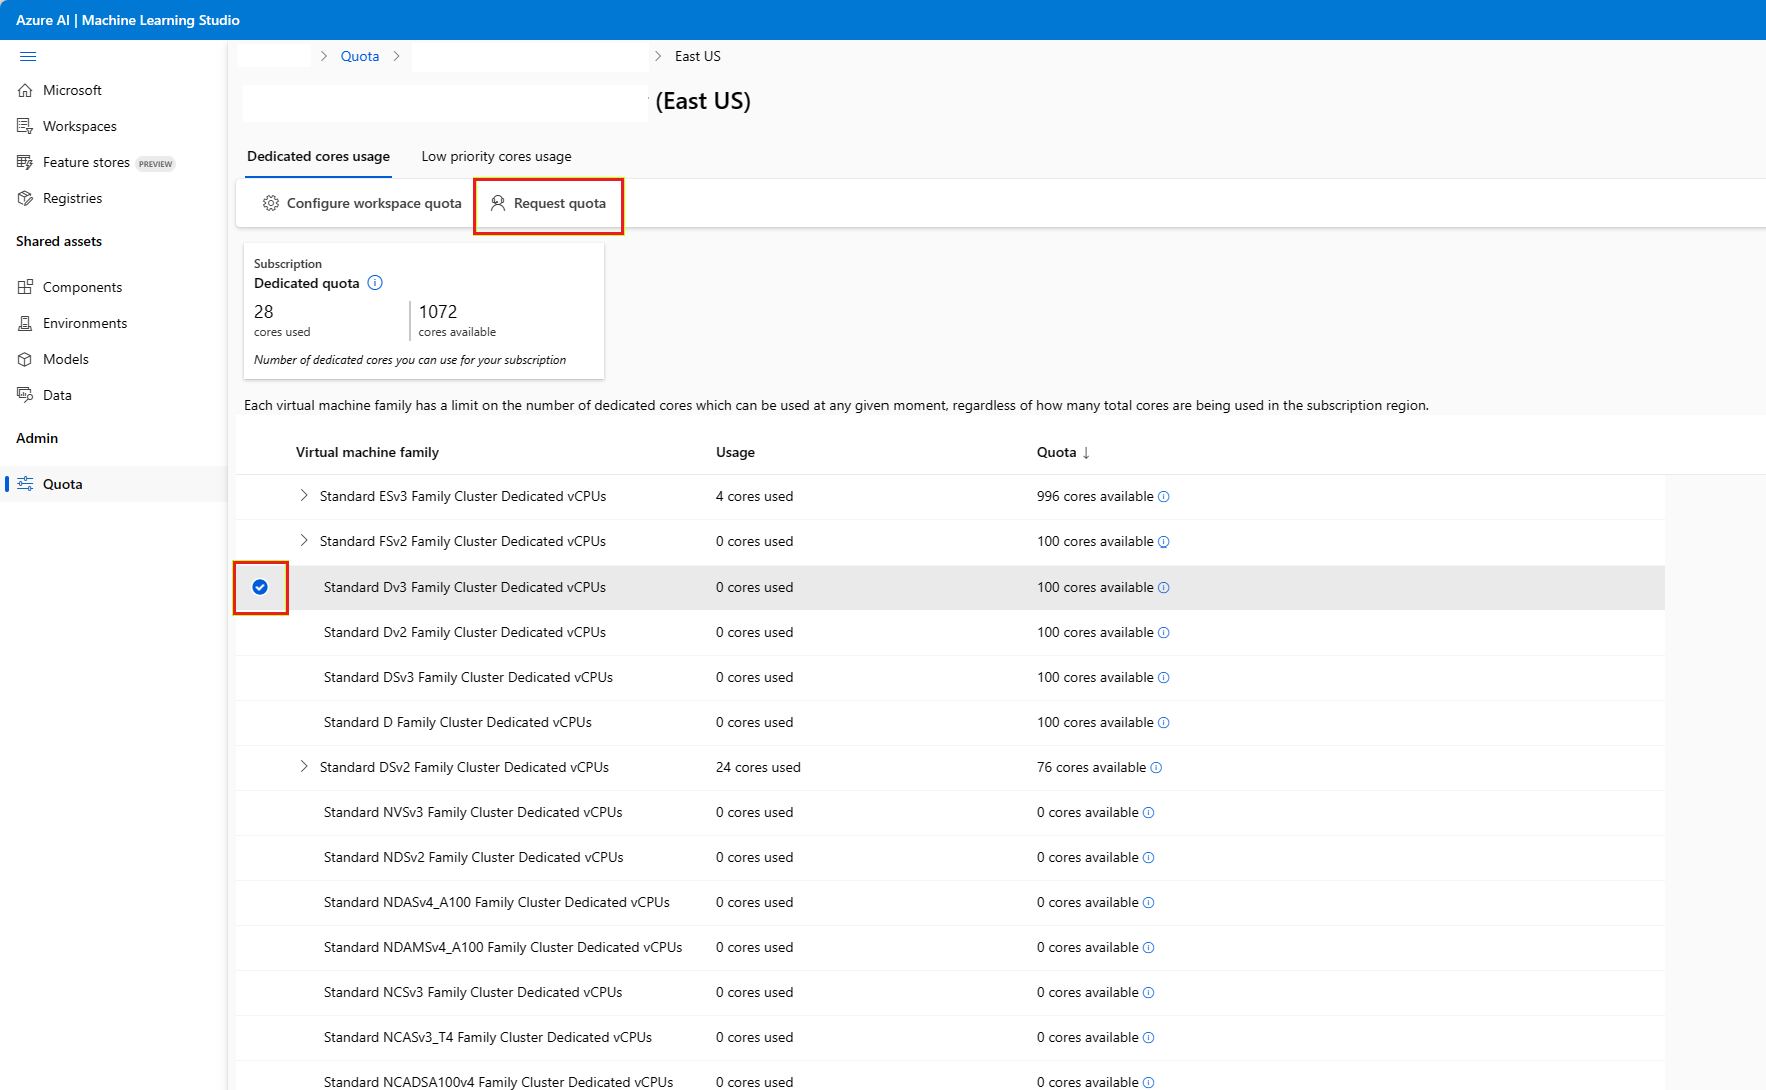 Azure AI | Machine Learning Studio
Quota > > East US
Microsoft
Workspaces
Feature stores PREVIEW
Registries
Shared assets
Components
Environments
Models
Data
Admin
Quota
(East US)
Dedicated cores usage Low priority cores usage
Configure workspace quota Request quota
Subscription
Dedicated quota
28 1072
cores used cores available
Number of dedicated cores you can use for your subscription
Each virtual machine family has a limit on the number of dedicated cores which can be used at any given moment, regardless of how many total cores are being used in the subscription region.
Virtual machine family Usage Quota ↓
Standard ESv3 Family Cluster Dedicated vCPUs 4 cores used 996 cores available
Standard FSv2 Family Cluster Dedicated vCPUs 0 cores used 100 cores available
Standard Dv3 Family Cluster Dedicated vCPUs 0 cores used 100 cores available
Standard Dv2 Family Cluster Dedicated vCPUs 0 cores used 100 cores available
Standard DSv3 Family Cluster Dedicated vCPUs 0 cores used 100 cores available
Standard D Family Cluster Dedicated vCPUs 0 cores used 100 cores available
Standard DSv2 Family Cluster Dedicated vCPUs 24 cores used 76 cores available
Standard NVSv3 Family Cluster Dedicated vCPUs 0 cores used 0 cores available
Standard NDSv2 Family Cluster Dedicated vCPUs 0 cores used 0 cores available
Standard NDASv4_A100 Family Cluster Dedicated vCPUs 0 cores used 0 cores available
Standard NDAMSv4_A100 Family Cluster Dedicated vCPUs 0 cores used 0 cores available
Standard NCSv3 Family Cluster Dedicated vCPUs 0 cores used 0 cores available
Standard NCASv3_T4 Family Cluster Dedicated vCPUs 0 cores used 0 cores available
Standard NCADSA100v4 Family Cluster Dedicated vCPUs 0 cores used 0 cores available